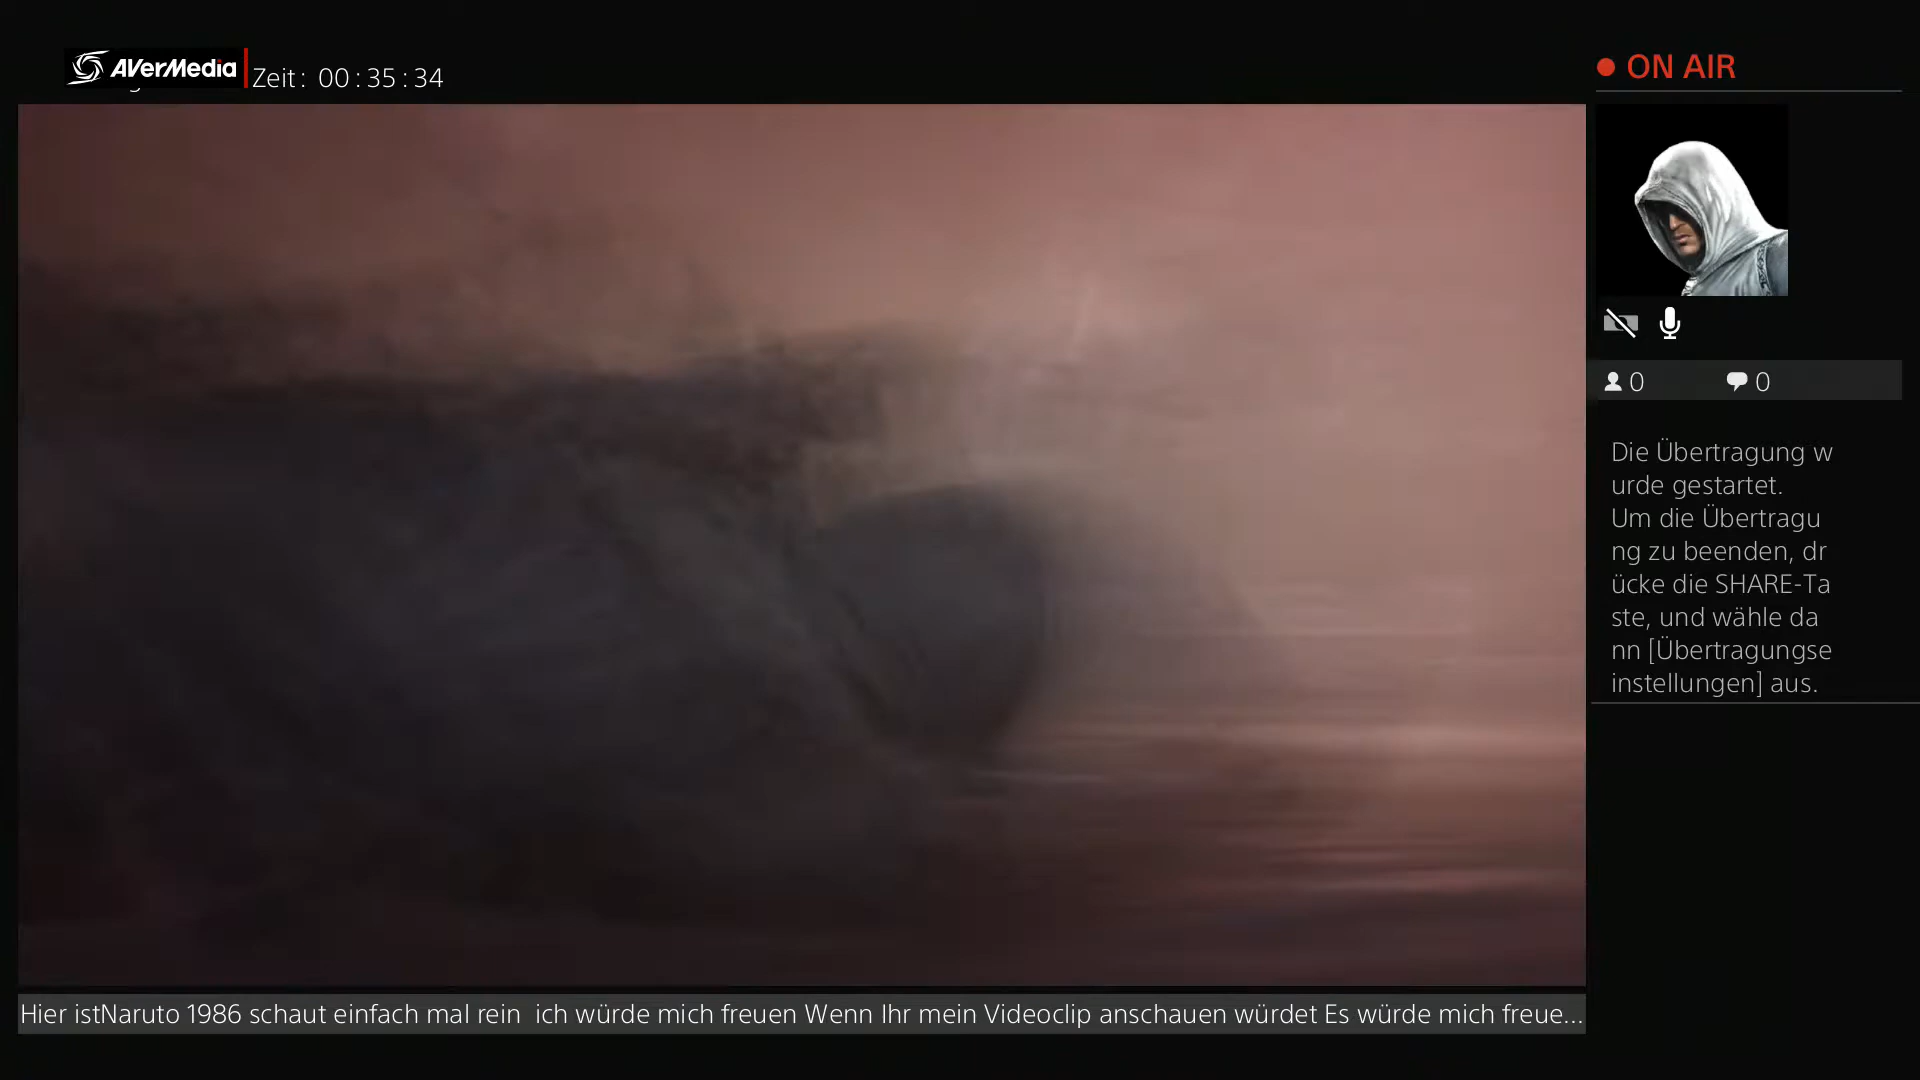 AVerMedia
Zeit: 00:35:34
ON AIR
0
0
Die Übertragung w
urde gestartet.
Um die Übertragu
ng zu beenden, dr
ücke die SHARE-Ta
ste, und wähle da
nn [Übertragungse
instellungen] aus.
Hier istNaruto 1986 schaut einfach mal rein  ich würde mich freuen Wenn Ihr mein Videoclip anschauen würdet Es würde mich freue...